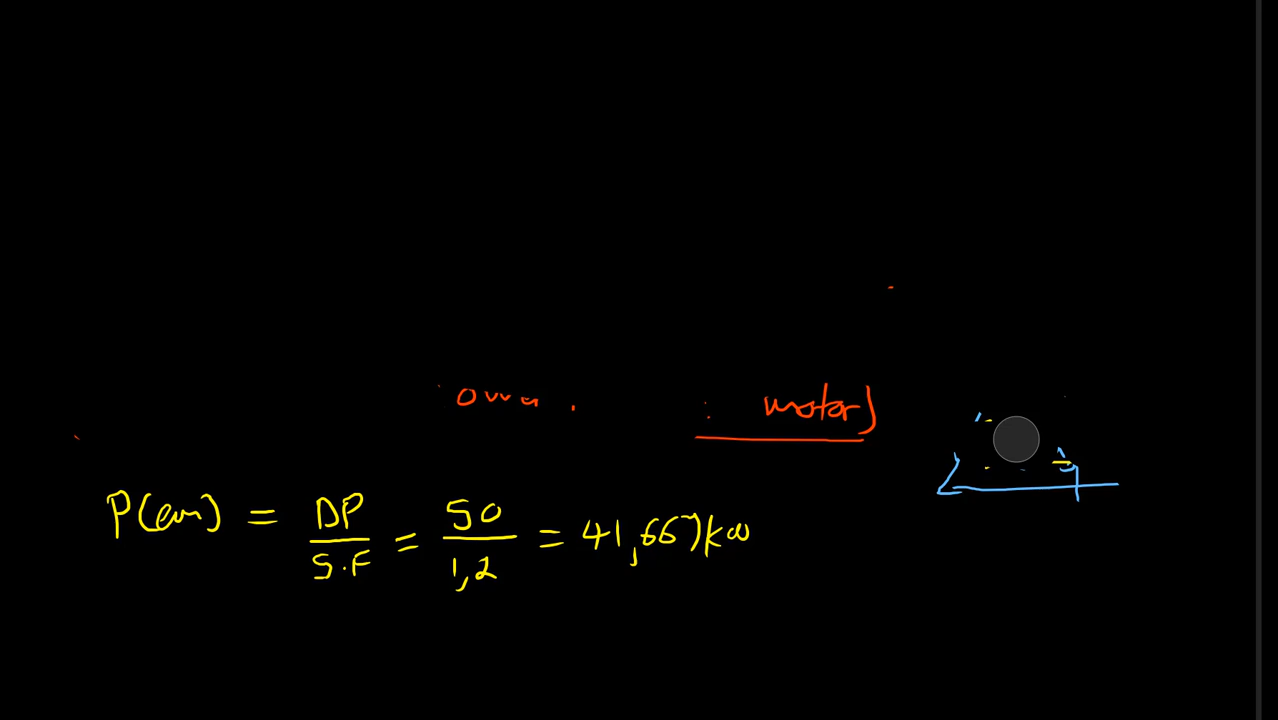 motor)
P(em) = DP/S.F = 50/1,2 = 41,667kw